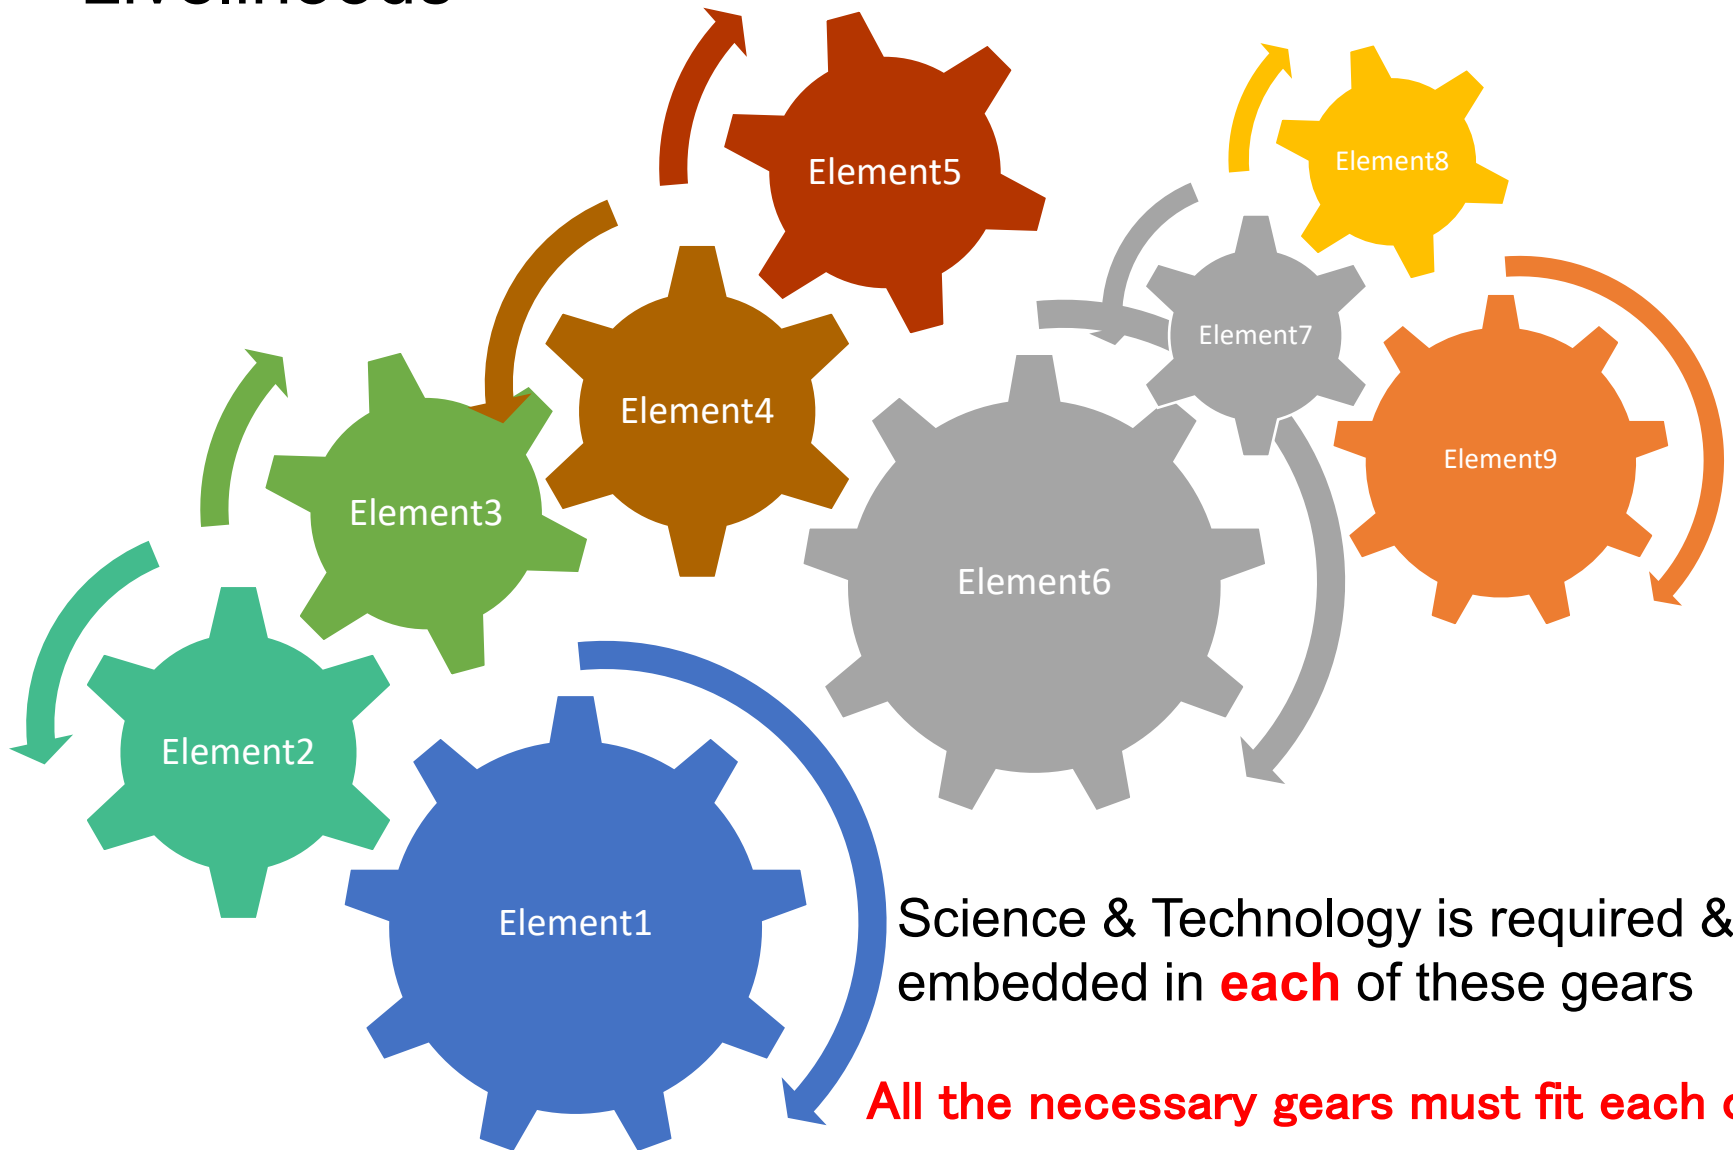 Livelihoods
Element5
Element8
Element7
Element4
Element9
Element3
Element6
Element2
Element1
Science & Technology is required &
embedded in each of these gears
All the necessary gears must fit each